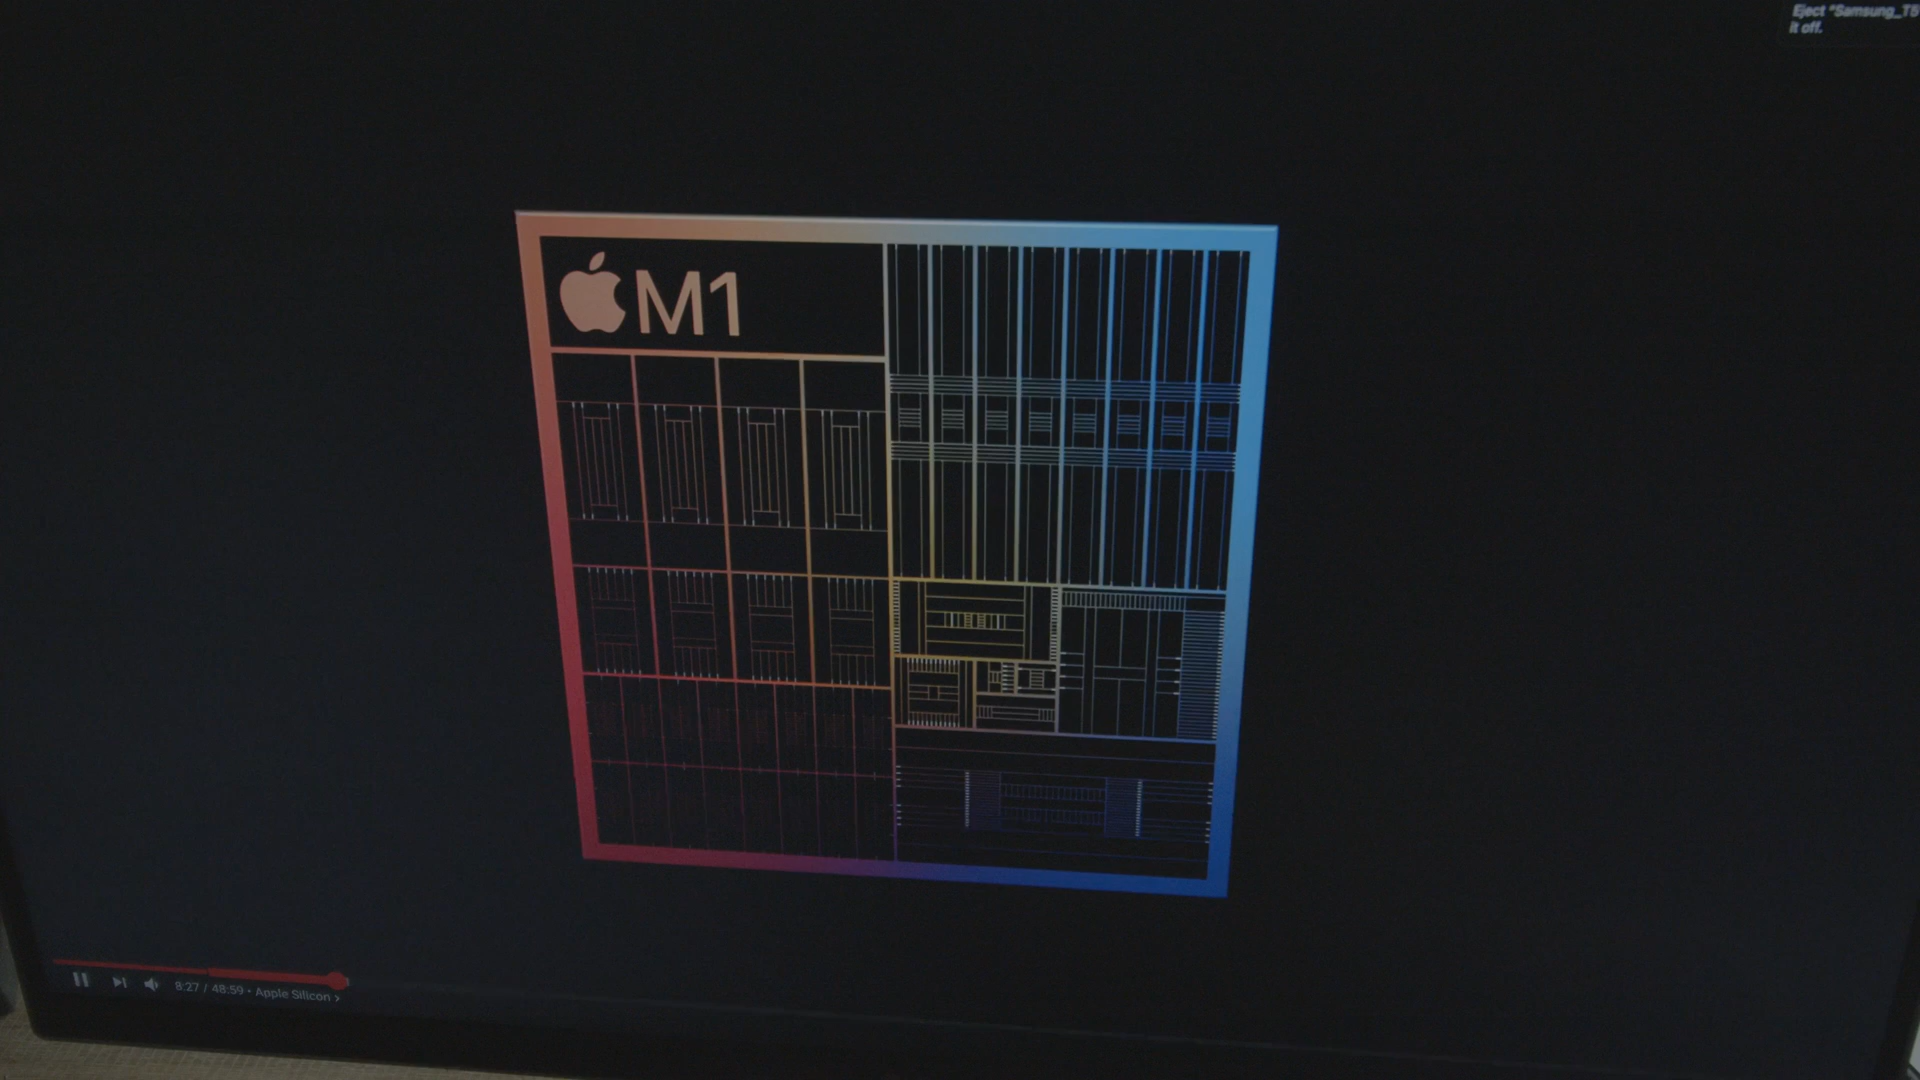 Eject "Samsung_T5
it off.
M1
8:27 / 48:59 • Apple Silicon >